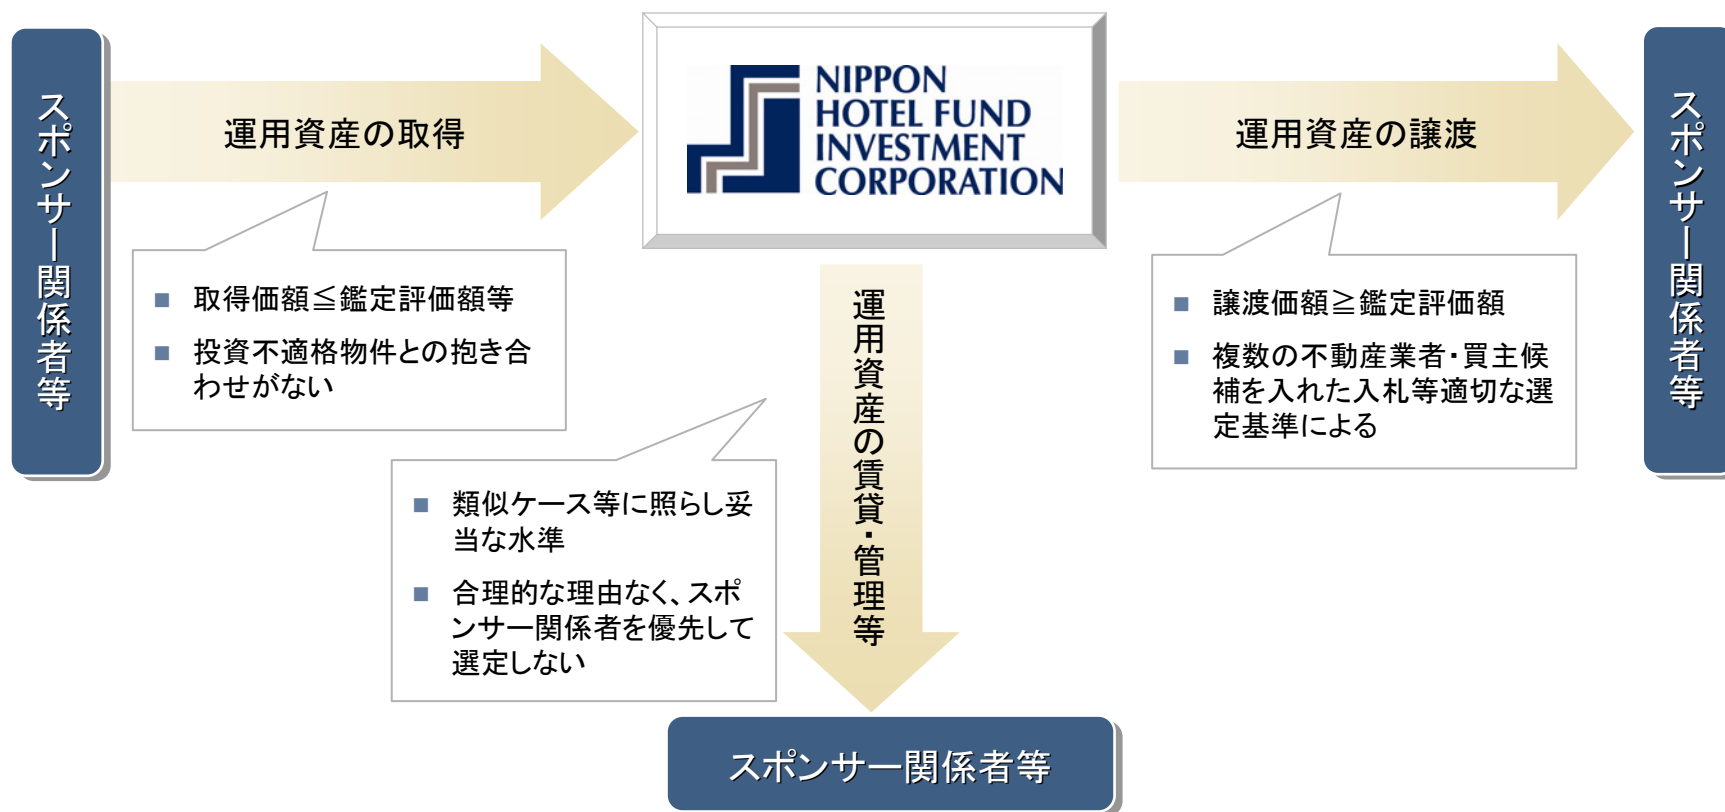 スポンサー関係者等
運用資産の取得
NIPPON
HOTEL FUND
INVESTMENT
CORPORATION
運用資産の譲渡
スポンサー関係者等
■ 取得価額≦鑑定評価額等
■ 投資不適格物件との抱き合
わせがない
運用資産の賃貸・管理等
■ 譲渡価額≧鑑定評価額
■ 複数の不動産業者・買主候
補を入れた入札等適切な選
定基準による
■ 類似ケース等に照らし妥
当な水準
■ 合理的な理由なく、スポ
ンサー関係者を優先して
選定しない
スポンサー関係者等